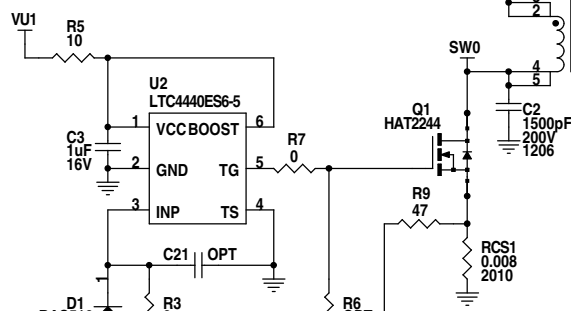 VU1
R5
10
SW0
2
4
5
U2
LTC4440ES6-5
1
VCC
BOOST
6
C3
1uF
16V
2
GND
TG
5
R7
0
Q1
HAT2244
C2
1500pF
200V
1206
3
INP
TS
4
R9
47
C21
OPT
RCS1
0.008
2010
1
D1
R3
R6